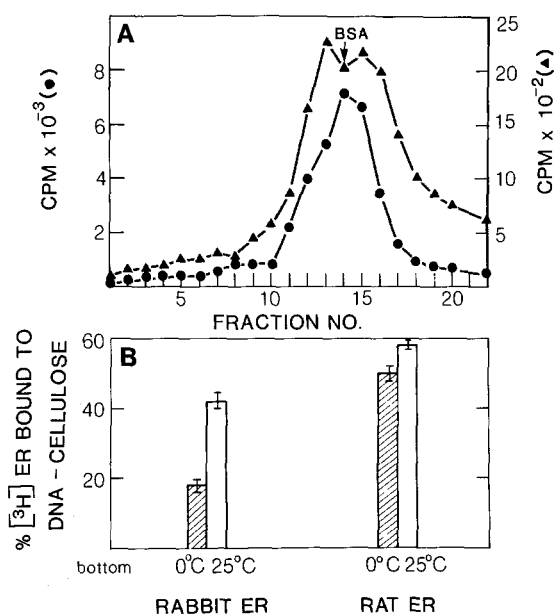 A
BSA
CPM x 10⁻³(●)
8
6
4
2
25
20
15
10
5
CPM x 10⁻²(▲)
5 10 15 20
FRACTION NO.
B
% [³H] ER BOUND TO
DNA - CELLULOSE
60
40
20
bottom
0°C 25°C 0°C 25°C
RABBIT ER RAT ER